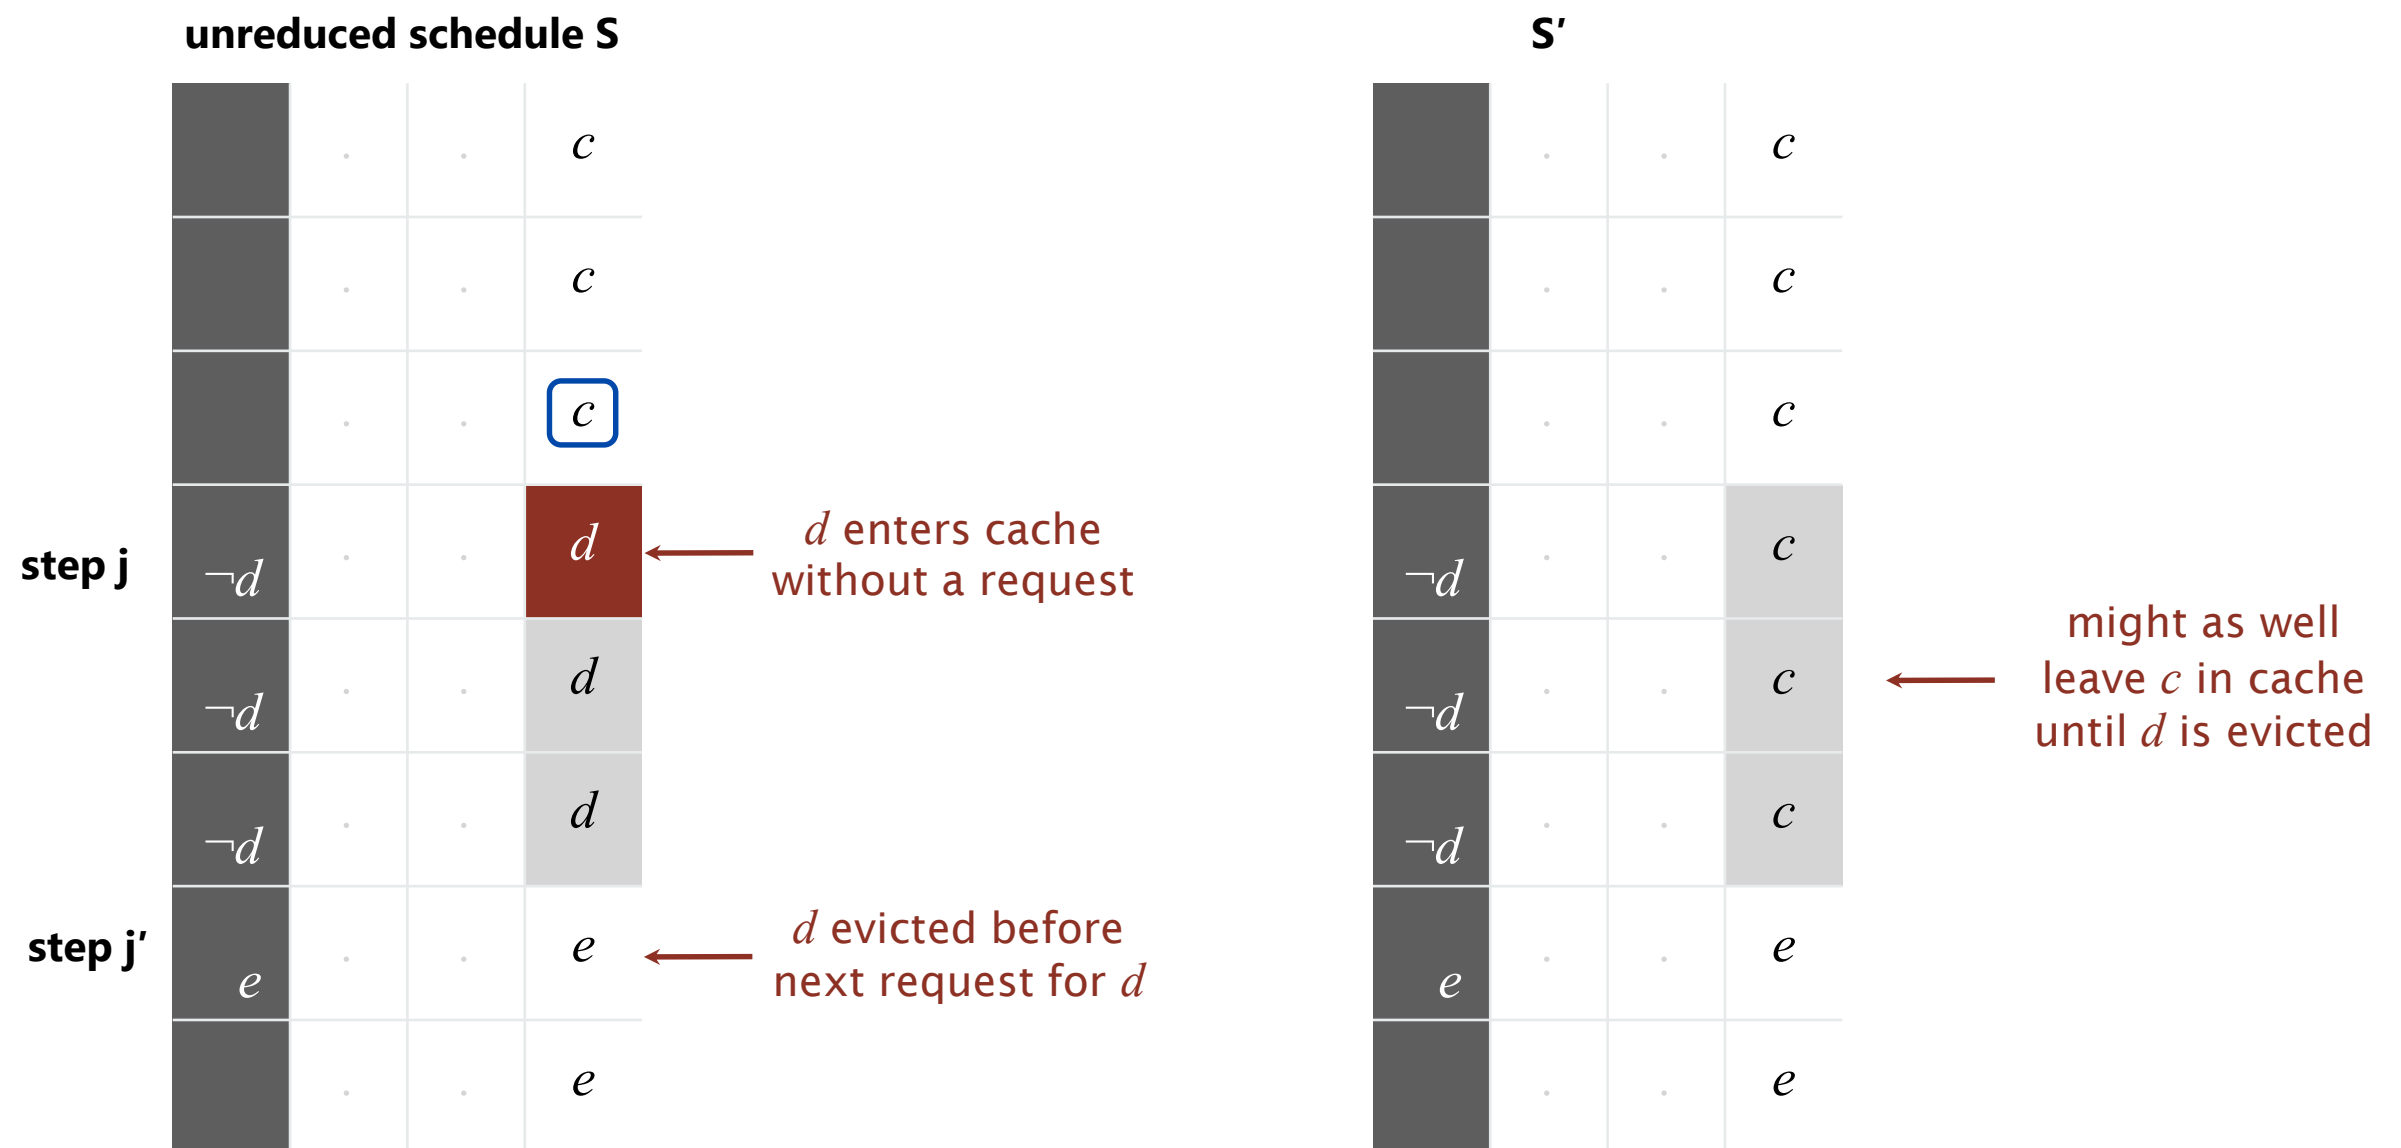 unreduced schedule S
S′
c
c
c
c
c
c
step j
¬d
d
d enters cache
without a request
¬d
c
¬d
d
¬d
c
might as well
leave c in cache
until d is evicted
¬d
d
¬d
c
step j′
e
e
d evicted before
next request for d
e
e
e
e